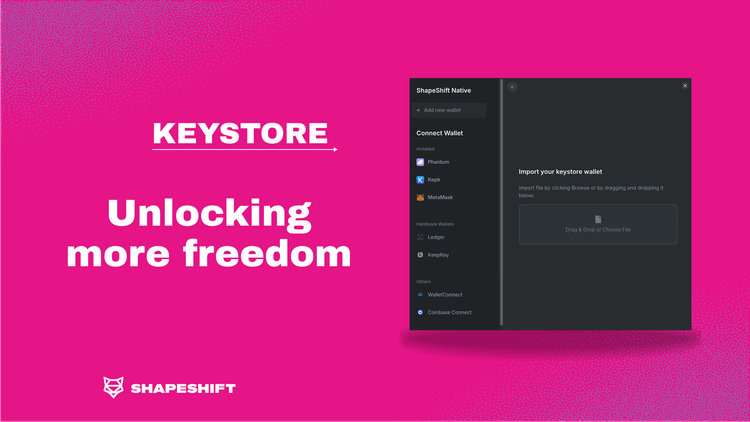 KEYSTORE
Unlocking
more freedom
SHAPESHIFT
ShapeShift Native
+ Add new wallet
Connect Wallet
Installed
Phantom
Keplr
MetaMask
Hardware Wallets
Ledger
KeepKey
Others
WalletConnect
Coinbase Connect
Import your keystore wallet
Import file by clicking Browse or by dragging and dropping it
below.
Drag & Drop or Choose File